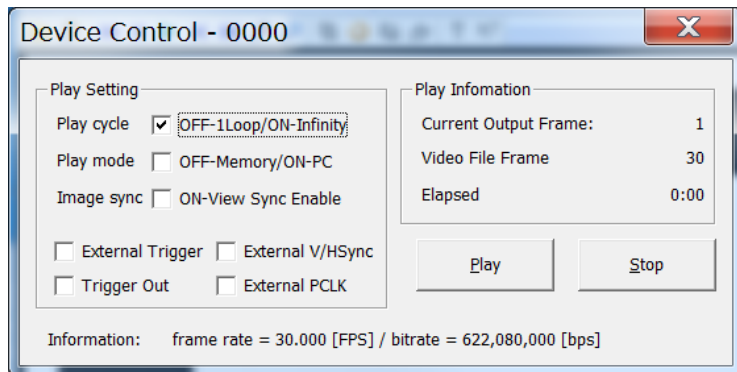 Device Control - 0000
Play Setting
Play cycle OFF-1Loop/ON-Infinity
Play mode OFF-Memory/ON-PC
Image sync ON-View Sync Enable
External Trigger External V/HSync
Trigger Out External PCLK
Play Infomation
Current Output Frame: 1
Video File Frame 30
Elapsed 0:00
Play Stop
Information: frame rate = 30.000 [FPS] / bitrate = 622,080,000 [bps]